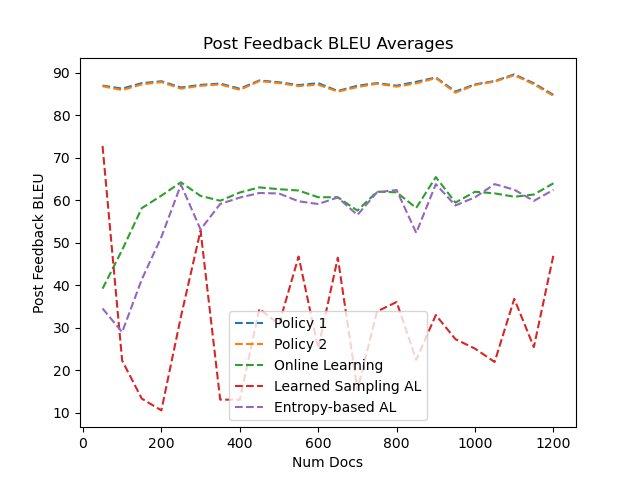 Post Feedback BLEU Averages
Post Feedback BLEU
90
80
70
60
50
40
30
20
10
Policy 1
Policy 2
Online Learning
Learned Sampling AL
Entropy-based AL
0 200 400 600 800 1000 1200
Num Docs